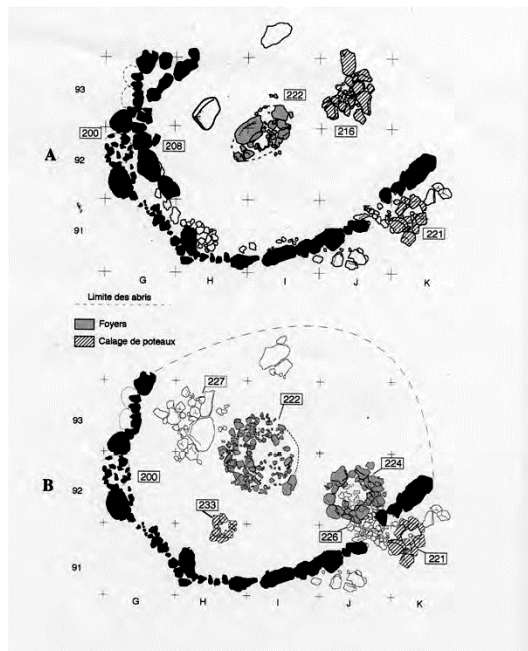 93
222
200
216
A
208
92
91
221
G H I J K
Limite des abris
Foyers
Calage de poteaux
227
222
93
224
B
200
92
233
226
221
91
G H I J K